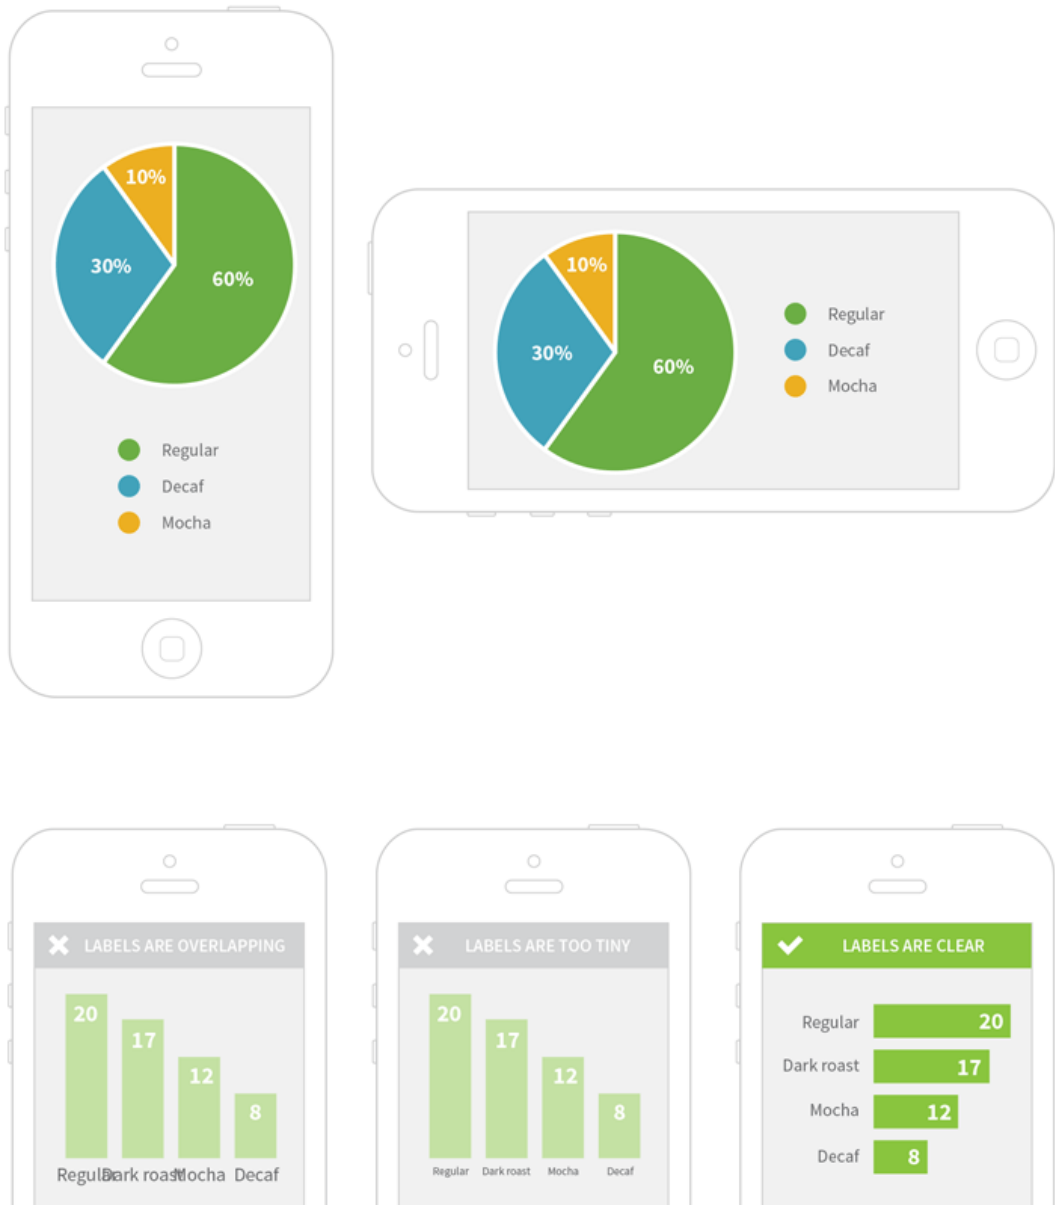 10%
30%
60%
Regular
Decaf
Mocha
10%
30%
60%
Regular
Decaf
Mocha
LABELS ARE OVERLAPPING
20
17
12
8
Regular Dark roast Mocha Decaf
LABELS ARE TOO TINY
20
17
12
8
Regular Dark roast Mocha Decaf
LABELS ARE CLEAR
Regular 20
Dark roast 17
Mocha 12
Decaf 8